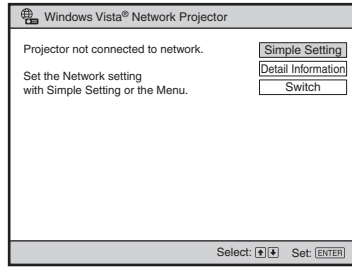 Windows Vista® Network Projector
Projector not connected to network.
Set the Network setting
with Simple Setting or the Menu.
Simple Setting
Detail Information
Switch
Select: ↑ ↓ Set: ENTER